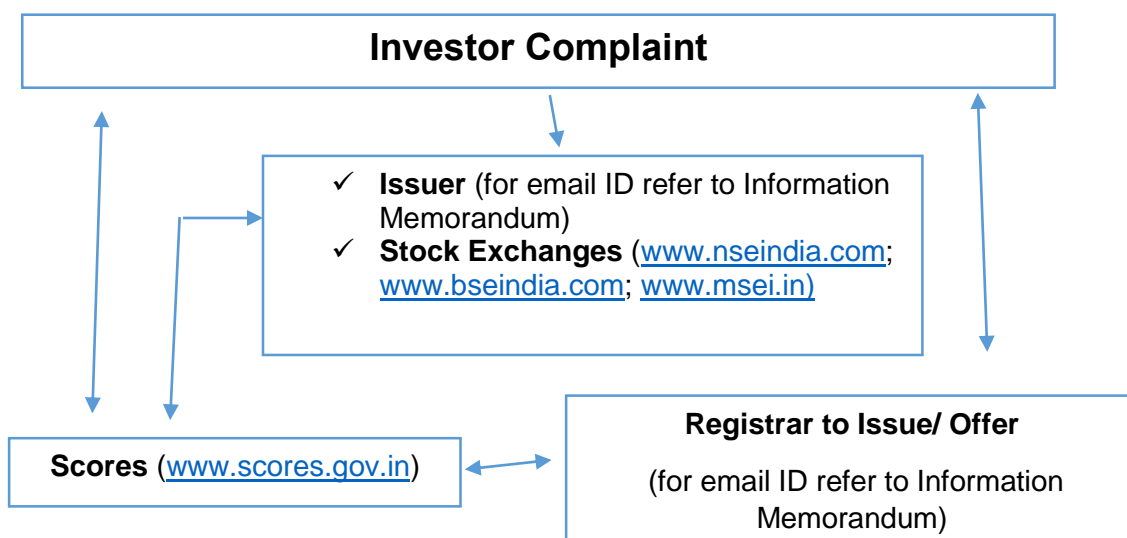 Investor Complaint
✓ Issuer (for email ID refer to Information
Memorandum)
✓ Stock Exchanges (www.nseindia.com;
www.bseindia.com; www.msei.in)
Scores (www.scores.gov.in)
Registrar to Issue/ Offer
(for email ID refer to Information
Memorandum)